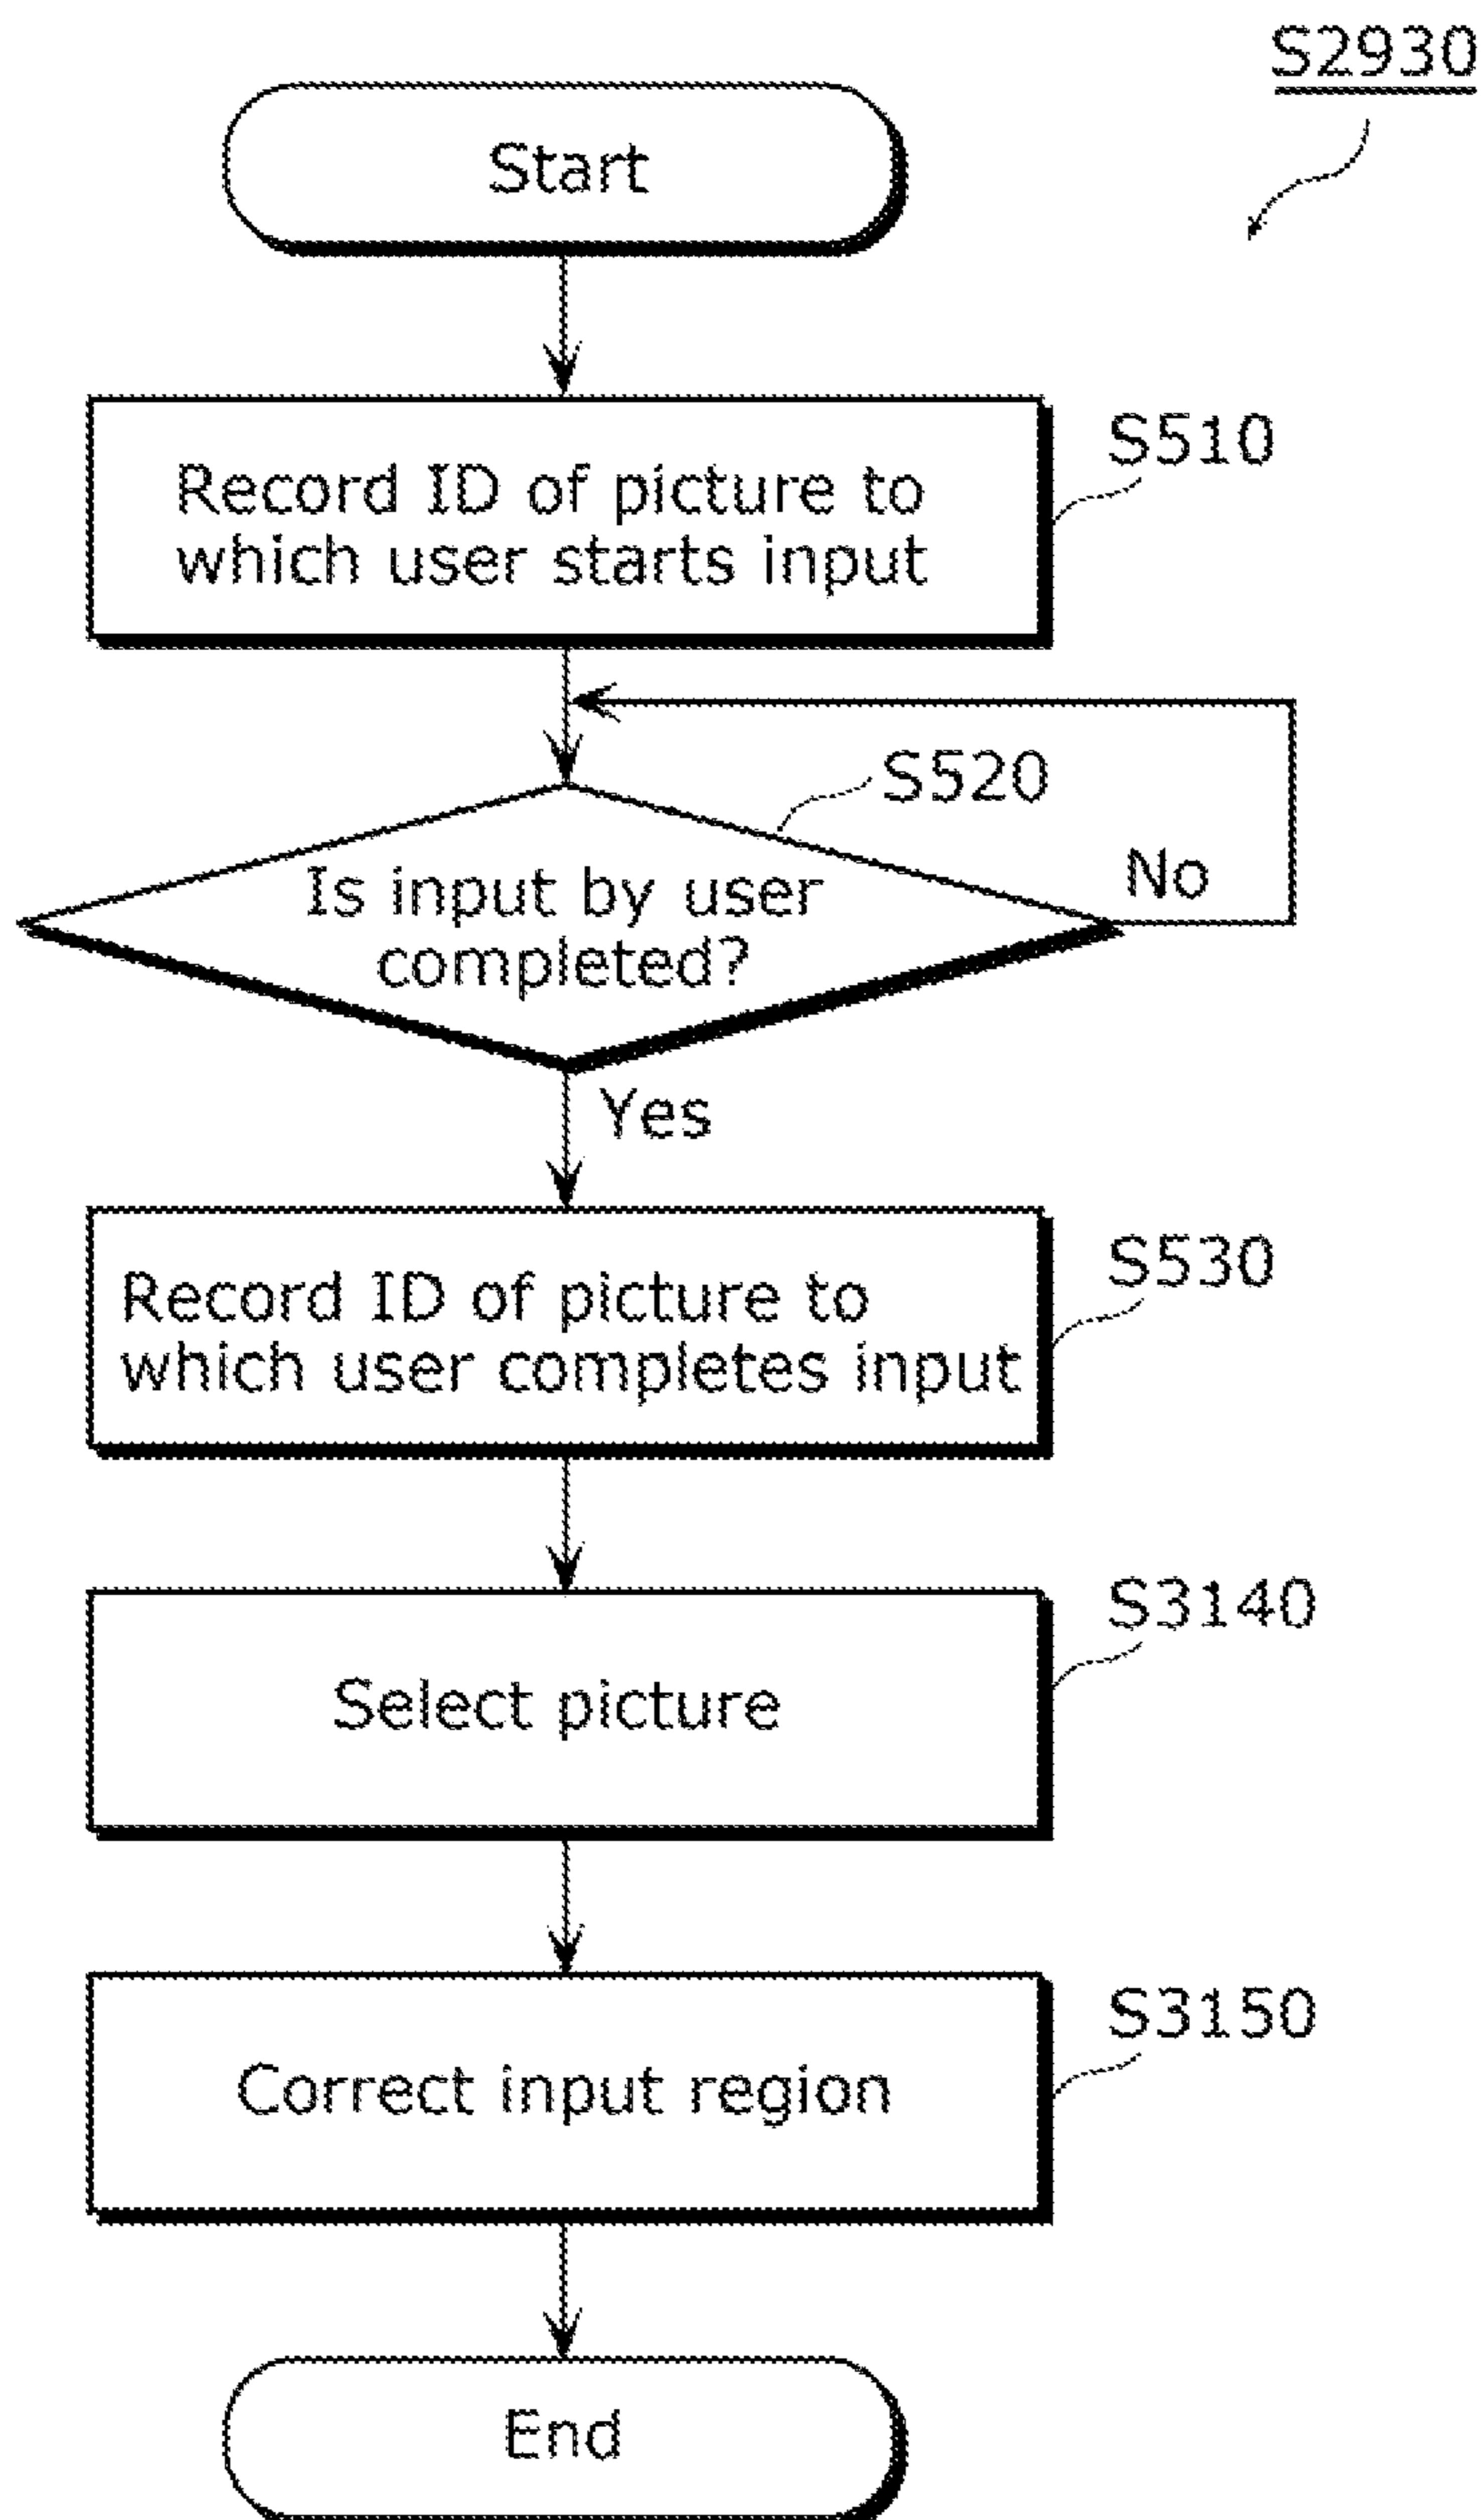 S2930
Start
S510
Record ID of picture to
which user starts input
S520
No
Is input by user
completed?
Yes
S530
Record ID of picture to
which user completes input
S3140
Select picture
S3150
Correct input region
End